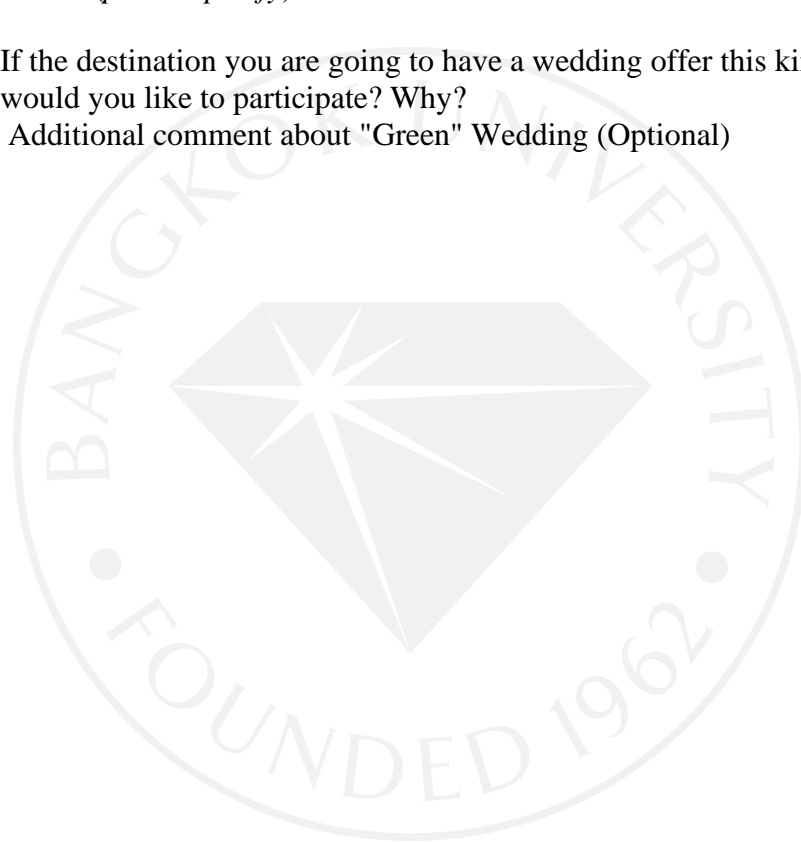 If the destination you are going to have a wedding offer this
would you like to participate? Why?
Additional comment about "Green" Wedding (Optional)
BANGKOK UNIVERSITY
FOUNDED 1962